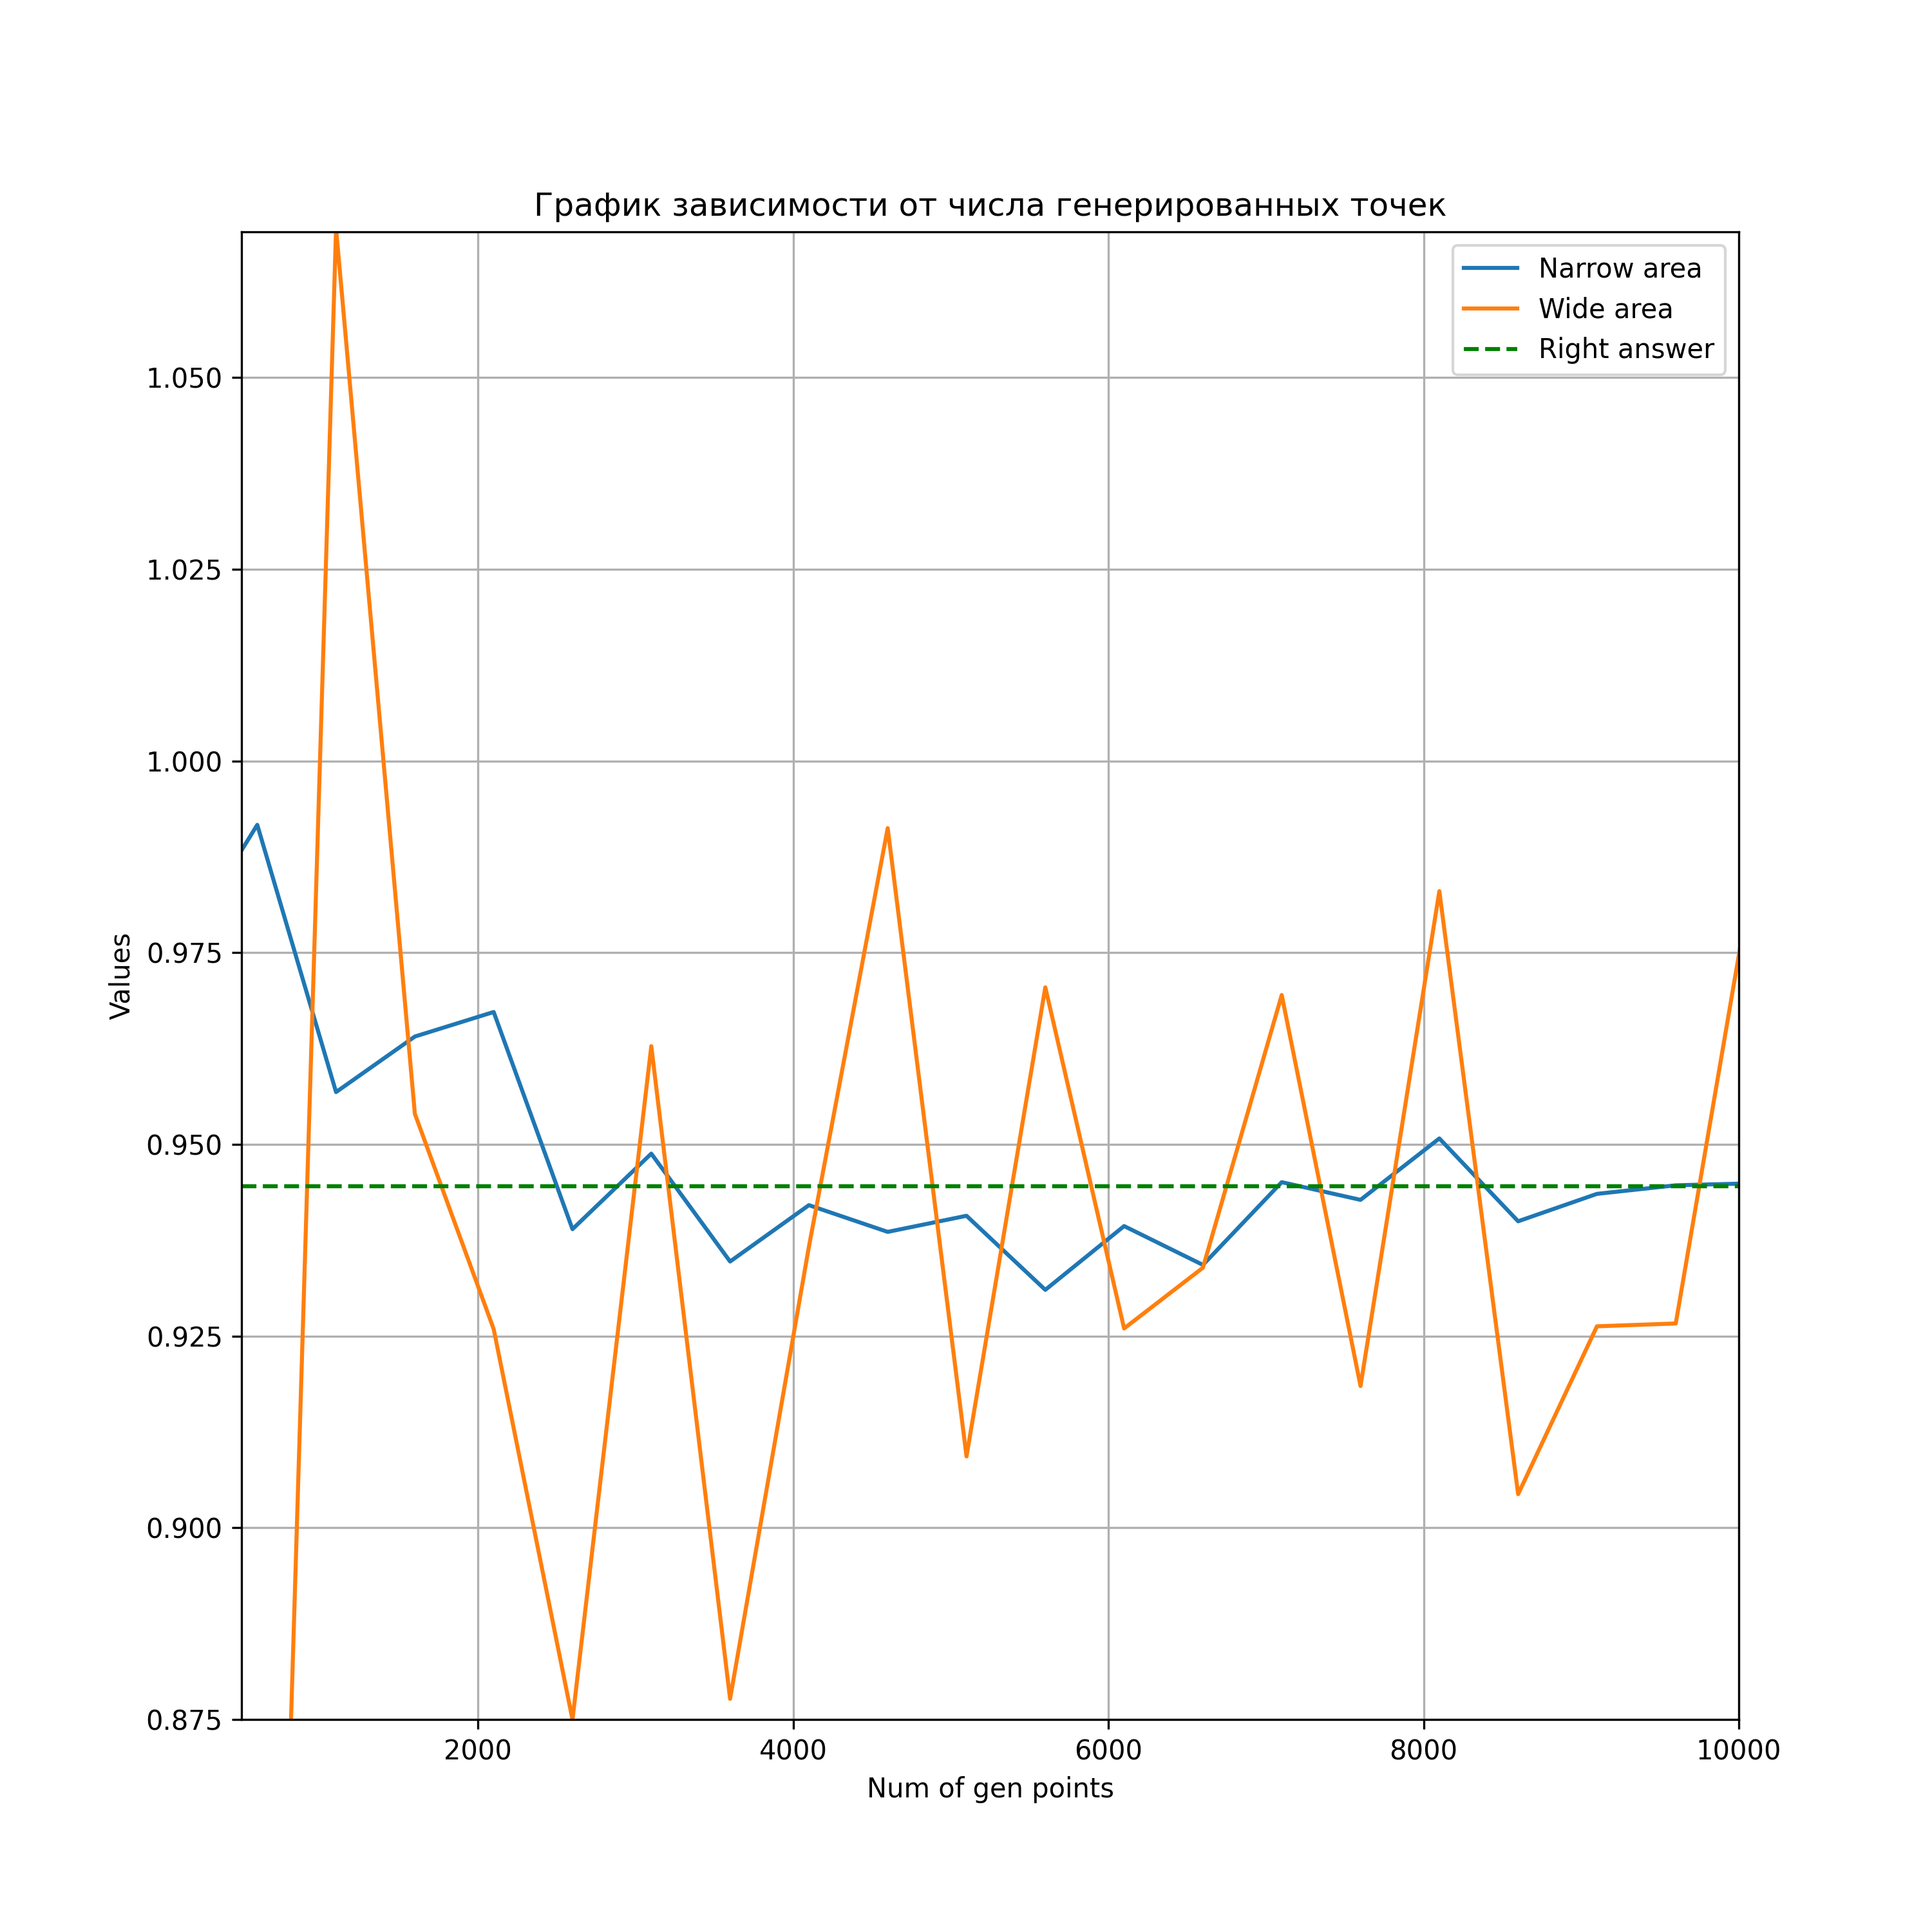 График зависимости от числа генерированных точек
Narrow area
Wide area
Right answer
1.050
1.025
1.000
0.975
0.950
0.925
0.900
0.875
Values
2000 4000 6000 8000 10000
Num of gen points